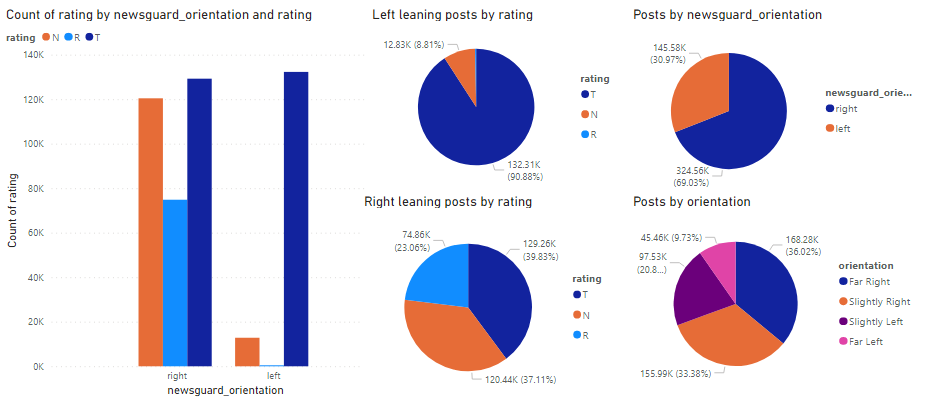 Count of rating by newsguard_orientation and rating
rating N R T
140K
120K
100K
80K
60K
40K
20K
0K
Count of rating
right
left
newsguard_orientation
Left leaning posts by rating
12.83K (8.81%)
132.31K
(90.88%)
rating
T
N
R
Posts by newsguard_orientation
145.58K
(30.97%)
324.56K
(69.03%)
newsguard_orie...
right
left
Right leaning posts by rating
74.86K
(23.06%)
129.26K
(39.83%)
120.44K (37.11%)
rating
T
N
R
Posts by orientation
45.46K (9.73%)
168.28K
(36.02%)
97.53K
(20.8...)
155.99K (33.38%)
orientation
Far Right
Slightly Right
Slightly Left
Far Left